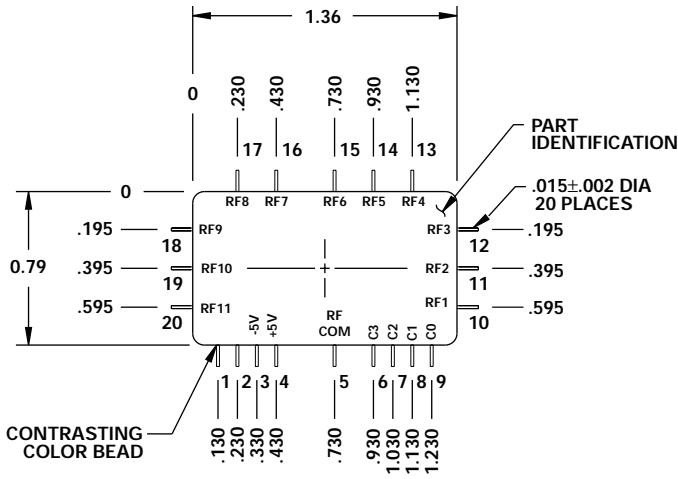 1.36
0
.230
.430
.730
.930
1.130
17 16 15 14 13
PART
IDENTIFICATION
0
RF8 RF7 RF6 RF5 RF4
.015±.002 DIA
20 PLACES
.195 18 RF9
RF3 12 .195
0.79
.395 19 RF10
RF2 11 .395
.595 20 RF11
RF1 10 .595
-5V
+5V
RF
COM
C3
C2
C1
C0
1 2 3 4 5 6 7 8 9
CONTRASTING
COLOR BEAD
.130
.230
.330
.430
.730
.930
1.030
1.130
1.230